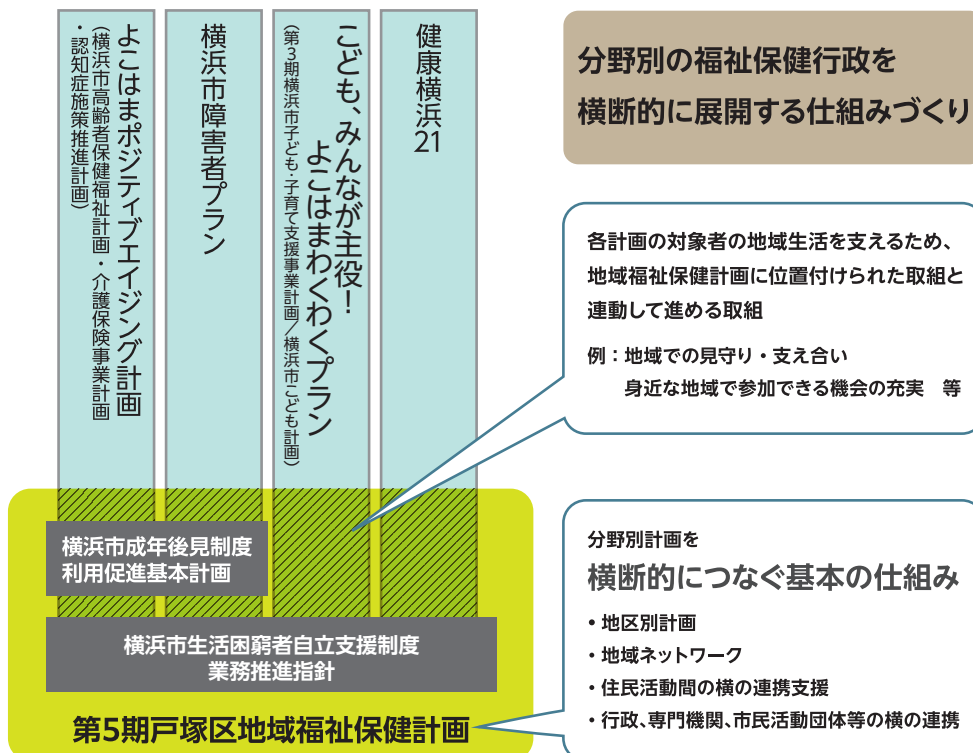 よこはまポジティブエイジング計画
（横浜市高齢者保健福祉計画・介護保険事業計画
・認知症施策推進計画）
横浜市障害者プラン
こども、みんなが主役！
よこはまわくわくプラン
（第3期横浜市子ども・子育て支援事業計画／横浜市こども計画）
健康横浜21
分野別の福祉保健行政を
横断的に展開する仕組みづくり
各計画の対象者の地域生活を支えるため、
地域福祉保健計画に位置付けられた取組と
連動して進める取組
例：地域での見守り・支え合い
身近な地域で参加できる機会の充実　等
横浜市成年後見制度
利用促進基本計画
横浜市生活困窮者自立支援制度
業務推進指針
第5期戸塚区地域福祉保健計画
分野別計画を
横断的につなぐ基本の仕組み
・地区別計画
・地域ネットワーク
・住民活動間の横の連携支援
・行政、専門機関、市民活動団体等の横の連携